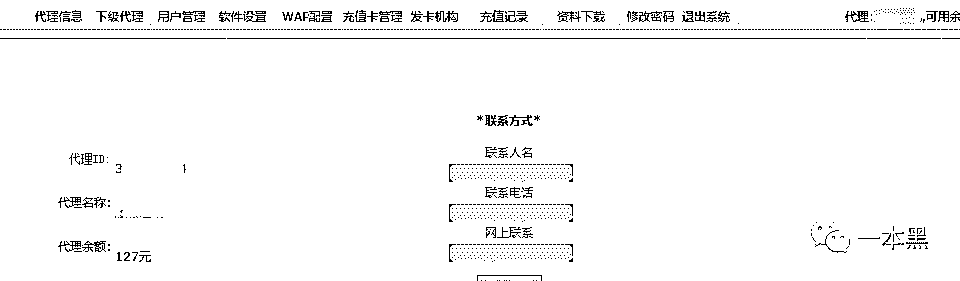 代理信息 下级代理 用户管理 软件设置 WAF配置 充值卡管理 发卡机构 充值记录 资料下载 修改密码 退出系统 代理: ,可用余
*联系方式*
代理ID: 3 1
联系人名
联系电话
代理名称:
网上联系
代理余额: 127元
一本黑